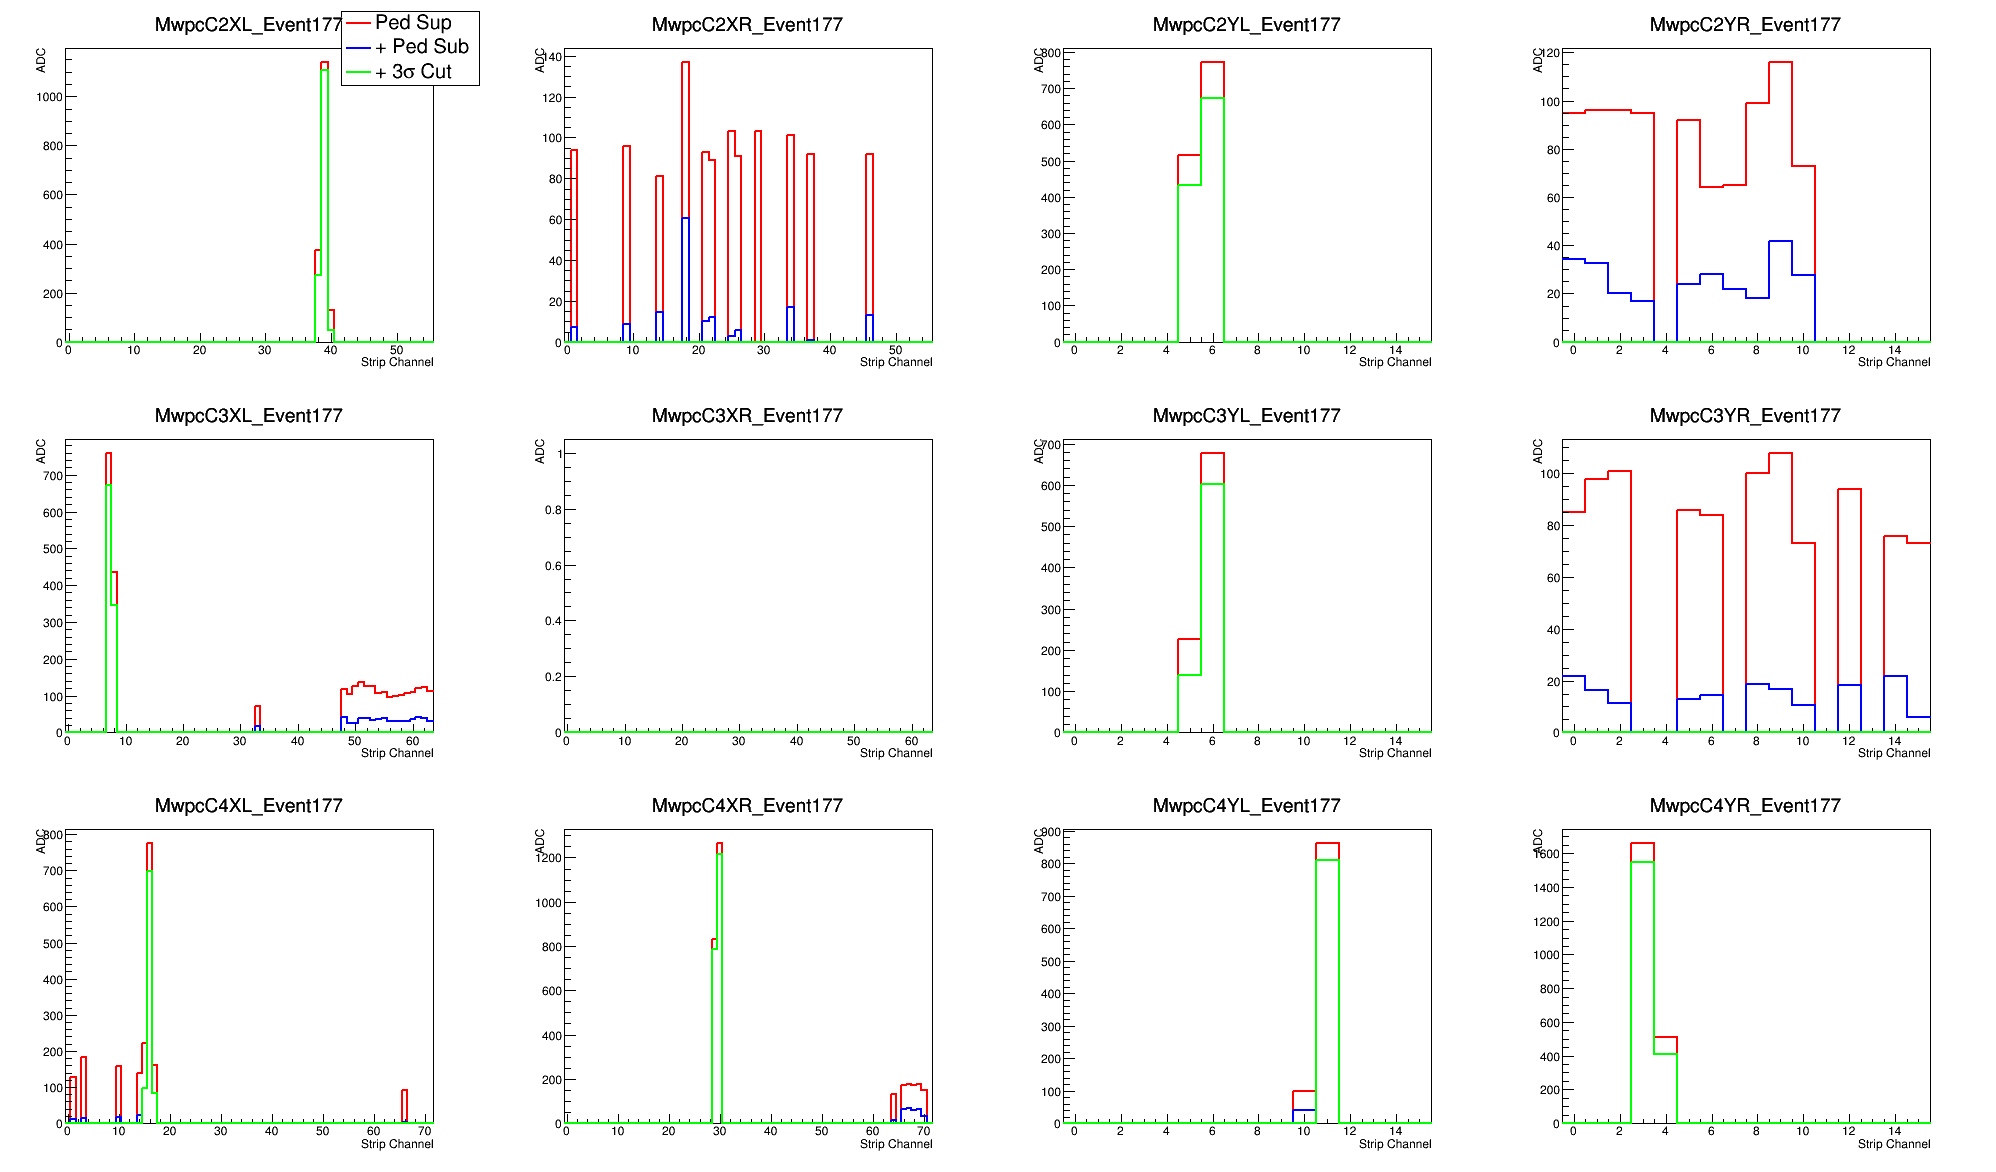 MwpcC2XL_Event177
Ped Sup
+ Ped Sub
+ 3σ Cut
ADC
1000
800
600
400
200
0
0 10 20 30 40 50
Strip Channel
MwpcC2XR_Event177
ADC
140
120
100
80
60
40
20
0
0 10 20 30 40 50
Strip Channel
MwpcC2YL_Event177
ADC
800
700
600
500
400
300
200
100
0
0 2 4 6 8 10 12 14
Strip Channel
MwpcC2YR_Event177
ADC
120
100
80
60
40
20
0
0 2 4 6 8 10 12 14
Strip Channel
MwpcC3XL_Event177
ADC
700
600
500
400
300
200
100
0
0 10 20 30 40 50 60
Strip Channel
MwpcC3XR_Event177
ADC
1
0.8
0.6
0.4
0.2
0
0 10 20 30 40 50 60
Strip Channel
MwpcC3YL_Event177
ADC
700
600
500
400
300
200
100
0
0 2 4 6 8 10 12 14
Strip Channel
MwpcC3YR_Event177
ADC
100
80
60
40
20
0
0 2 4 6 8 10 12 14
Strip Channel
MwpcC4XL_Event177
ADC
800
700
600
500
400
300
200
100
0
0 10 20 30 40 50 60 70
Strip Channel
MwpcC4XR_Event177
ADC
1200
1000
800
600
400
200
0
0 10 20 30 40 50 60 70
Strip Channel
MwpcC4YL_Event177
ADC
900
800
700
600
500
400
300
200
100
0
0 2 4 6 8 10 12 14
Strip Channel
MwpcC4YR_Event177
ADC
1600
1400
1200
1000
800
600
400
200
0
0 2 4 6 8 10 12 14
Strip Channel